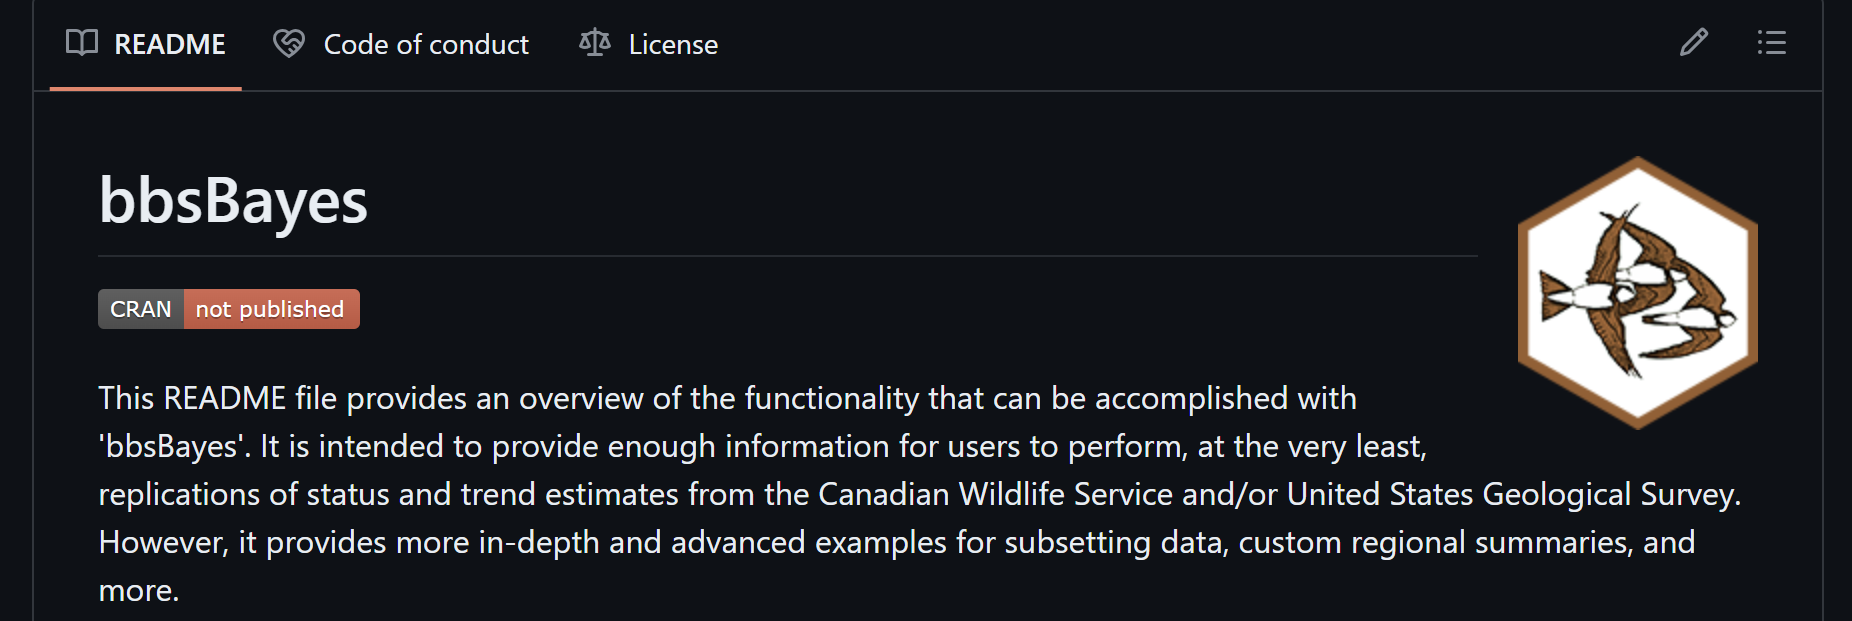 README Code of conduct License
bbsBayes
CRAN not published
This README file provides an overview of the functionality that can be accomplished with
'bbsBayes'. It is intended to provide enough information for users to perform, at the very least,
replications of status and trend estimates from the Canadian Wildlife Service and/or United States Geological Survey.
However, it provides more in-depth and advanced examples for subsetting data, custom regional summaries, and
more.